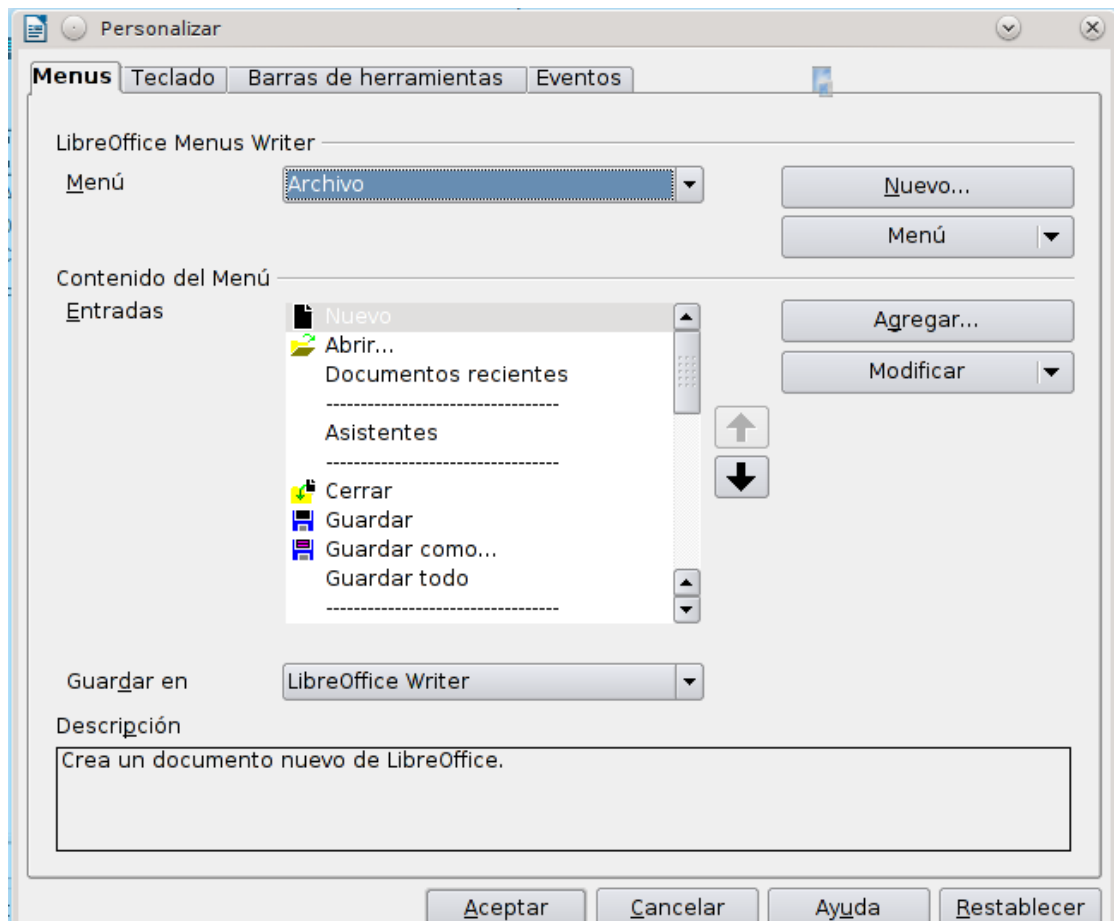 Personalizar
Menus Teclado Barras de herramientas Eventos
LibreOffice Menus Writer
Menú Archivo Nuevo...
Menú
Contenido del Menú
Entradas Nuevo Agregar...
Abrir...
Documentos recientes Modificar
----------------------------------
Asistentes
----------------------------------
Cerrar
Guardar
Guardar como...
Guardar todo
----------------------------------
Guardar en LibreOffice Writer
Descripción
Crea un documento nuevo de LibreOffice.
Aceptar Cancelar Ayuda Restablecer